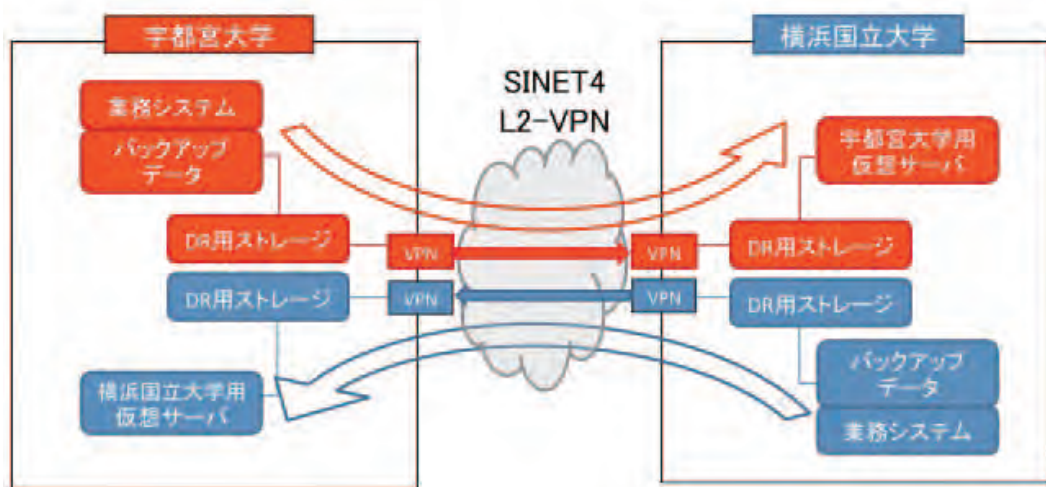 宇都宮大学
業務システム
バックアップ
データ
DR用ストレージ
VPN
DR用ストレージ
VPN
横浜国立大学用
仮想サーバ
SINET4
L2-VPN
横浜国立大学
宇都宮大学用
仮想サーバ
VPN
DR用ストレージ
VPN
DR用ストレージ
バックアップ
データ
業務システム